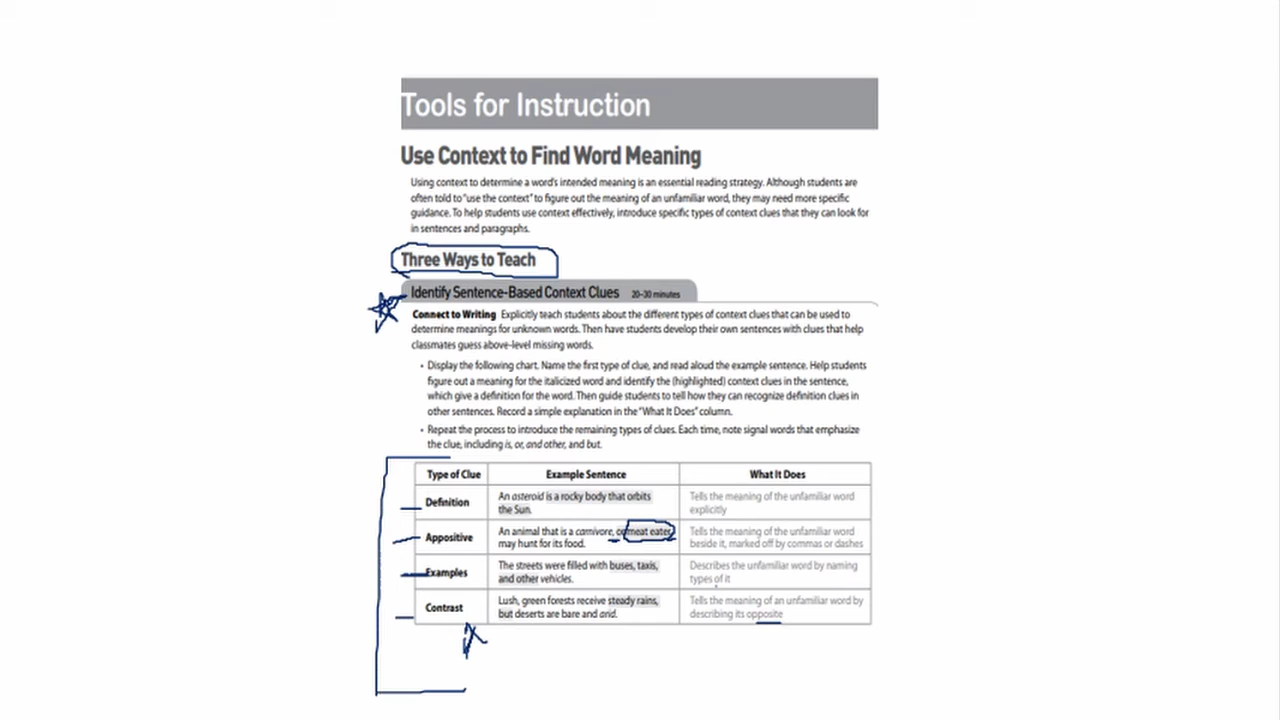 Tools for Instruction
Use Context to Find Word Meaning
Using context to determine a word's intended meaning is an essential reading strategy. Although students are
often told to "use the context" to figure out the meaning of an unfamiliar word, they may need more specific
guidance. To help students use context effectively, introduce specific types of context clues that they can look for
in sentences and paragraphs.
Three Ways to Teach
Identify Sentence-Based Context Clues 20–30 minutes
Connect to Writing Explicitly teach students about the different types of context clues that can be used to
determine meanings for unknown words. Then have students develop their own sentences with clues that help
classmates guess above-level missing words.
• Display the following chart. Name the first type of clue, and read aloud the example sentence. Help students
figure out a meaning for the italicized word and identify the (highlighted) context clues in the sentence,
which give a definition for the word. Then guide students to tell how they can recognize definition clues in
other sentences. Record a simple explanation in the "What It Does" column.
• Repeat the process to introduce the remaining types of clues. Each time, note signal words that emphasize
the clue, including is, or, and other, and but.
Type of Clue Example Sentence What It Does
Definition
An asteroid is a rocky body that orbits
the Sun.
Tells the meaning of the unfamiliar word
explicitly
Appositive
An animal that is a carnivore, or meat eater,
may hunt for its food.
Tells the meaning of the unfamiliar word
beside it, marked off by commas or dashes
Examples
The streets were filled with buses, taxis,
and other vehicles.
Describes the unfamiliar word by naming
types of it
Contrast
Lush, green forests receive steady rains,
but deserts are bare and arid.
Tells the meaning of an unfamiliar word by
describing its opposite